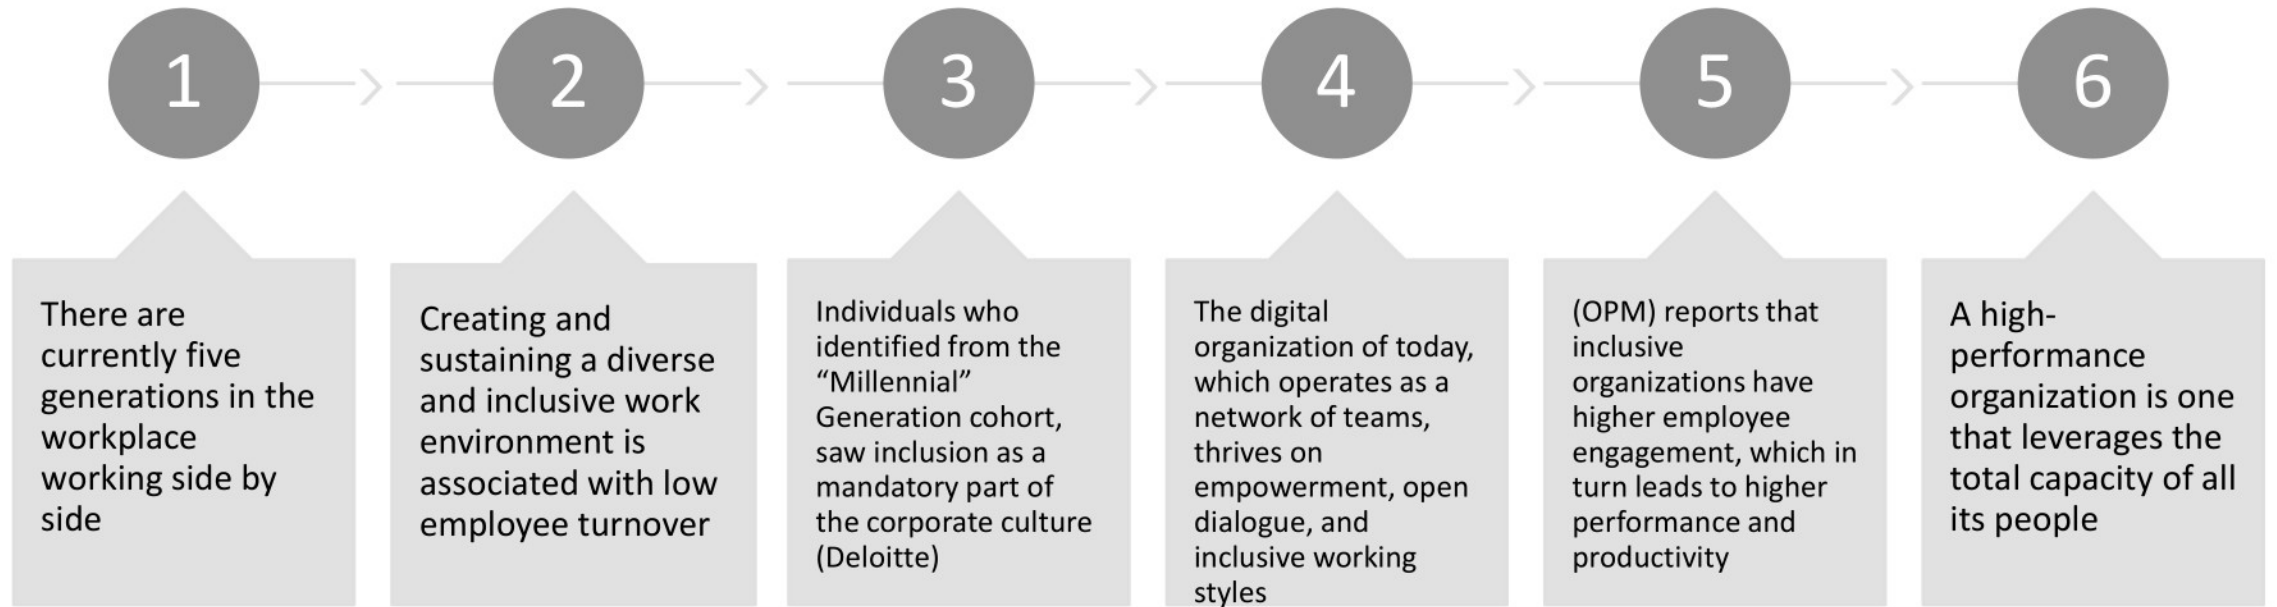 1
2
3
4
5
6
There are
currently five
generations in the
workplace
working side by
side
Creating and
sustaining a diverse
and inclusive work
environment is
associated with low
employee turnover
Individuals who
identified from the
“Millennial”
Generation cohort,
saw inclusion as a
mandatory part of
the corporate culture
(Deloitte)
The digital
organization of today,
which operates as a
network of teams,
thrives on
empowerment, open
dialogue, and
inclusive working
styles
(OPM) reports that
inclusive
organizations have
higher employee
engagement, which in
turn leads to higher
performance and
productivity
A high-
performance
organization is one
that leverages the
total capacity of all
its people